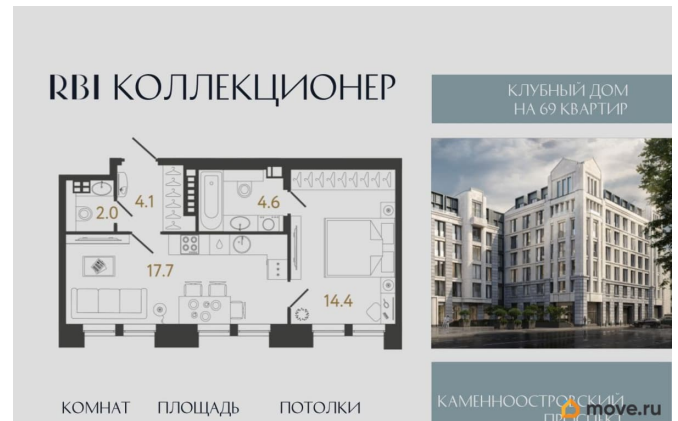 RBI КОЛЛЕКЦИОНЕР
КЛУБНЫЙ ДОМ
НА 69 КВАРТИР
2.0
4.1
4.6
17.7
14.4
КОМНАТ ПЛОЩАДЬ ПОТОЛКИ
КАМЕННООСТРОВСКИЙ
move.ru